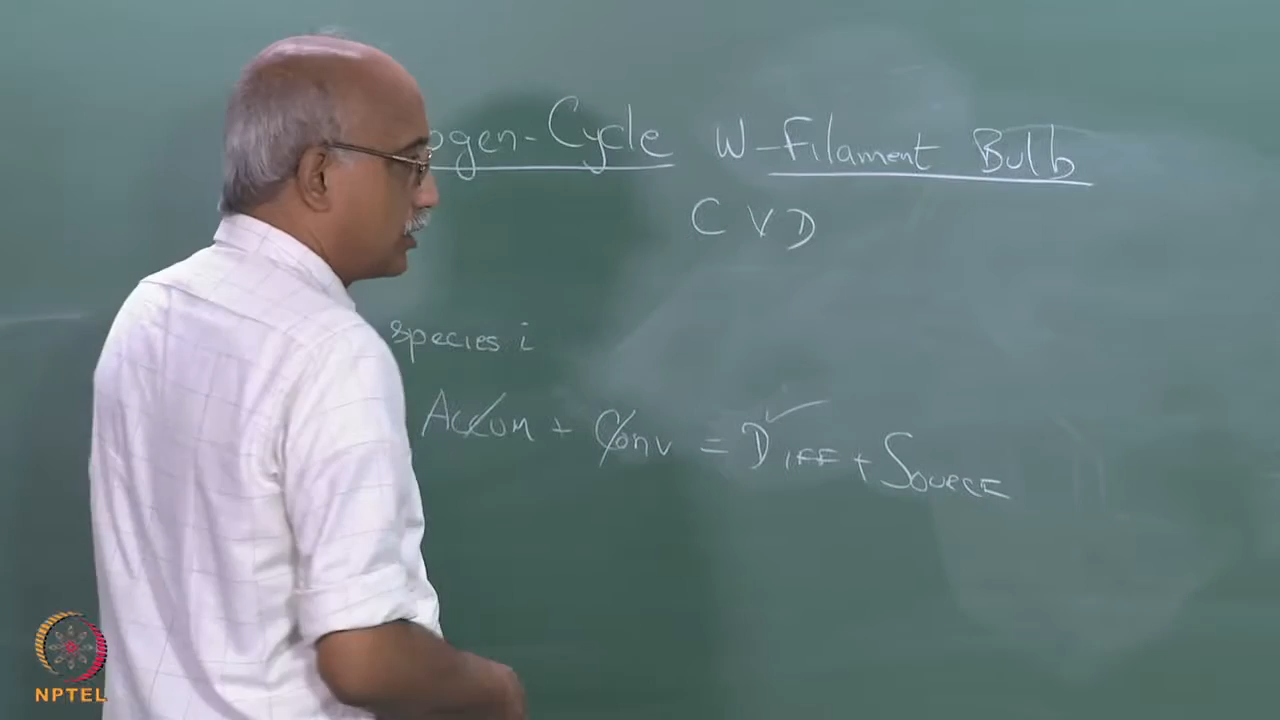 ogen-Cycle W-Filament Bulb
CVD
species i
Accum + Conv = DIFF + SOURCE
NPTEL